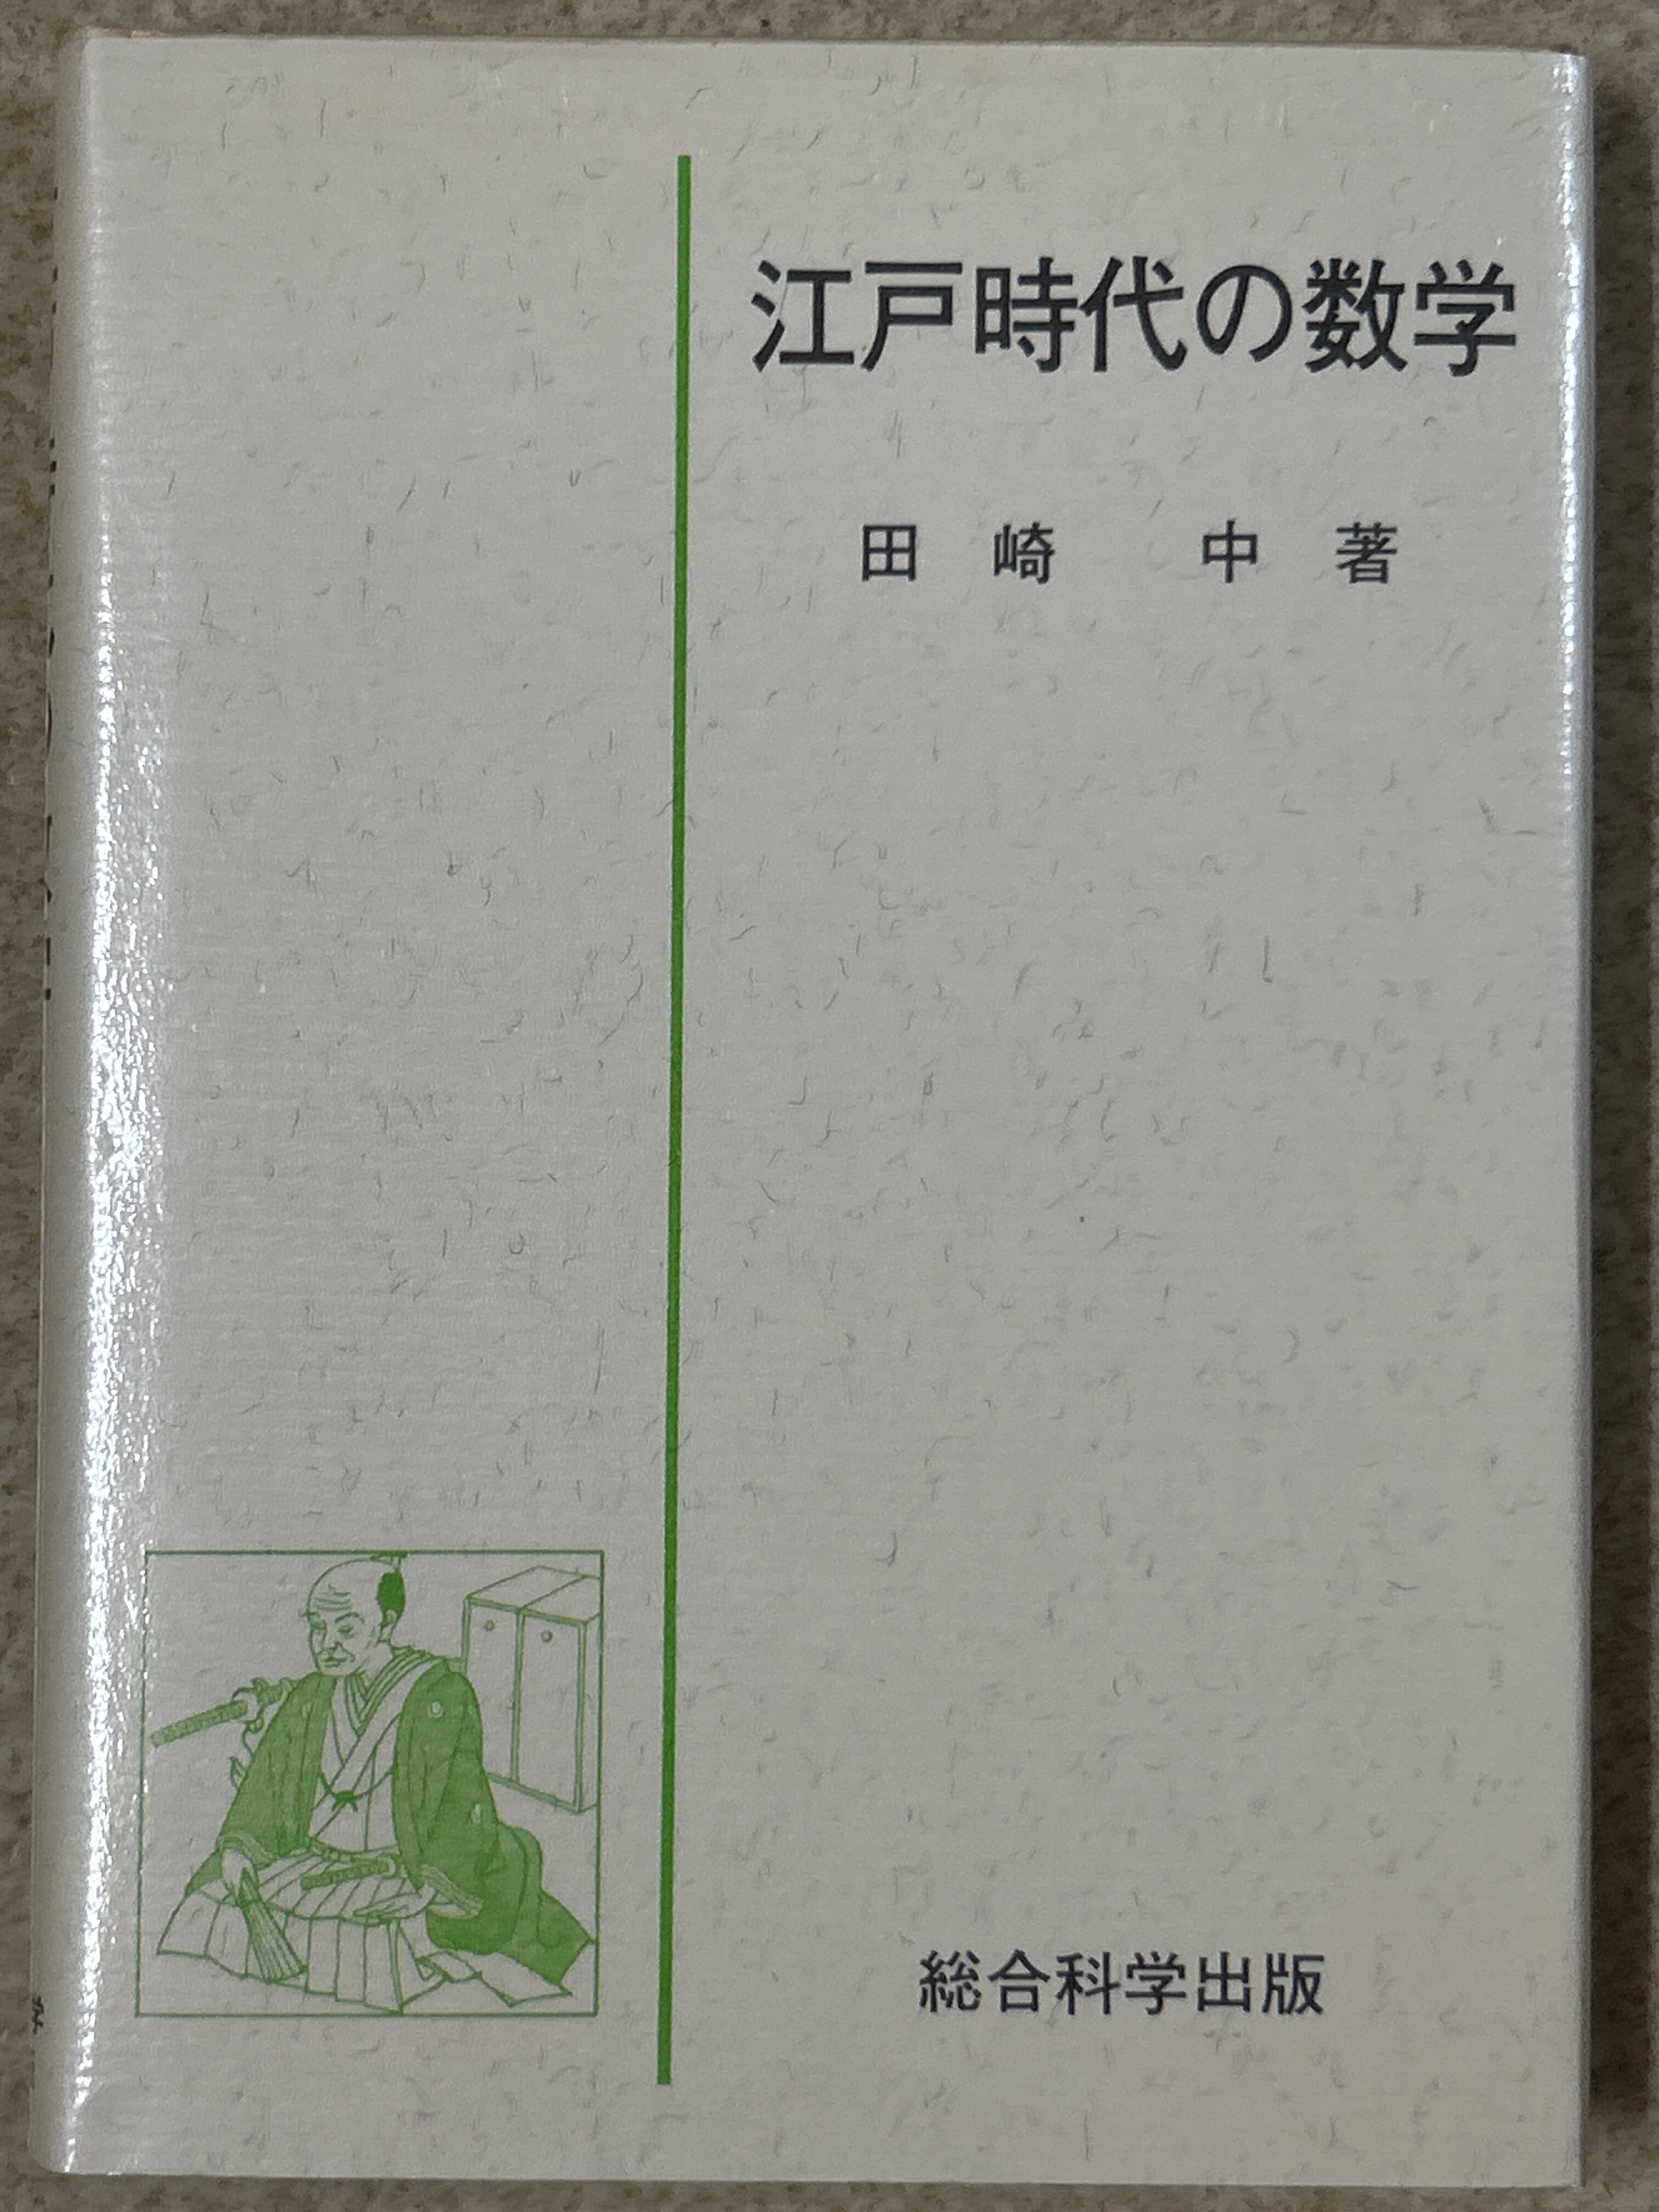 江戸時代の数学
田崎 中 著
総合科学出版